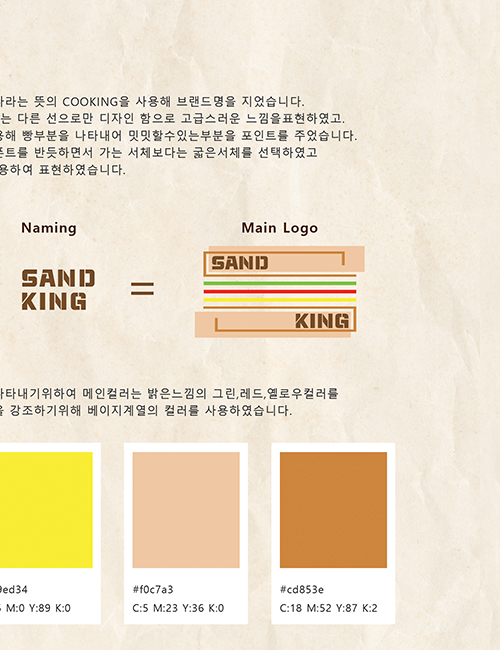 라는 뜻의 COOKING을 사용해 브랜드명을 지었습니다.
는 다른 선으로만 디자인 함으로 고급스러운 느낌을표현하였고.
해 빵부분을 나타내어 밋밋할수있는부분을 포인트를 주었습니다.
폰트를 반듯하면서 가는 서체보다는 굵은서체를 선택하였고
용하여 표현하였습니다.
Naming
Main Logo
SAND
KING
=
SAND
KING
타내기위하여 메인컬러는 밝은느낌의 그린,레드,옐로우컬러를
을 강조하기위해 베이지계열의 컬러를 사용하였습니다.
9ed34
M:0 Y:89 K:0
#f0c7a3
C:5 M:23 Y:36 K:0
#cd853e
C:18 M:52 Y:87 K:2